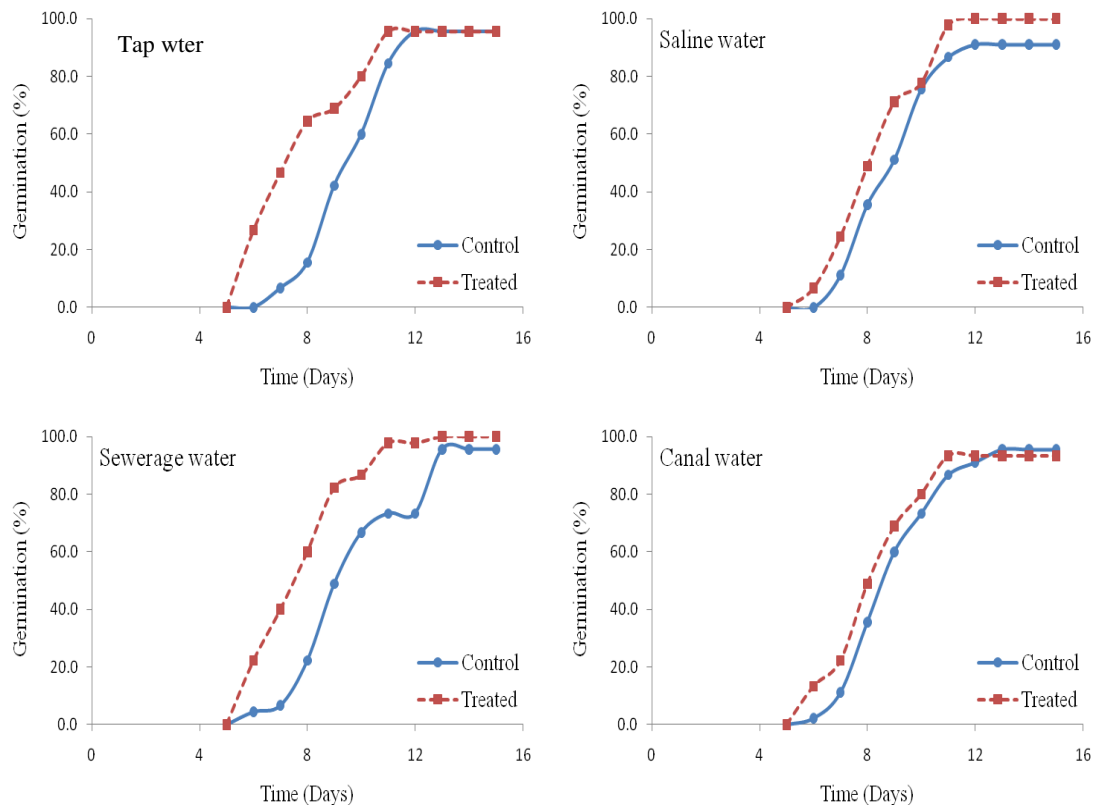 Tap wter
Germination (%)
100.0
80.0
60.0
40.0
20.0
0.0
0
4
8
12
16
Time (Days)
Control
Treated
Saline water
Germination (%)
100.0
80.0
60.0
40.0
20.0
0.0
0
4
8
12
16
Time (Days)
Control
Treated
Sewerage water
Germination (%)
100.0
80.0
60.0
40.0
20.0
0.0
0
4
8
12
16
Time (Days)
Control
Treated
Canal water
Germination (%)
100.0
80.0
60.0
40.0
20.0
0.0
0
4
8
12
16
Time (Days)
Control
Treated